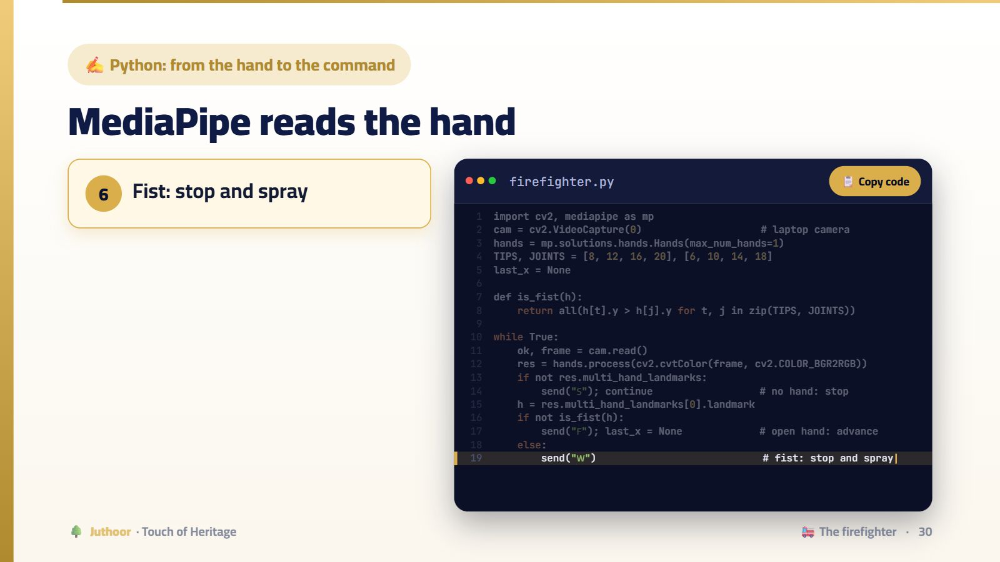 ✍️ Python: from the hand to the command
MediaPipe reads the hand
6 Fist: stop and spray
firefighter.py
📋 Copy code
1 import cv2, mediapipe as mp
2 cam = cv2.VideoCapture(0) # laptop camera
3 hands = mp.solutions.hands.Hands(max_num_hands=1)
4 TIPS, JOINTS = [8, 12, 16, 20], [6, 10, 14, 18]
5 last_x = None
6
7 def is_fist(h):
8 return all(h[t].y > h[j].y for t, j in zip(TIPS, JOINTS))
9
10 while True:
11 ok, frame = cam.read()
12 res = hands.process(cv2.cvtColor(frame, cv2.COLOR_BGR2RGB))
13 if not res.multi_hand_landmarks:
14 send("S"); continue # no hand: stop
15 h = res.multi_hand_landmarks[0].landmark
16 if not is_fist(h):
17 send("F"); last_x = None # open hand: advance
18 else:
19 send("W") # fist: stop and spray
🌳 Juthoor · Touch of Heritage
🚒 The firefighter · 30